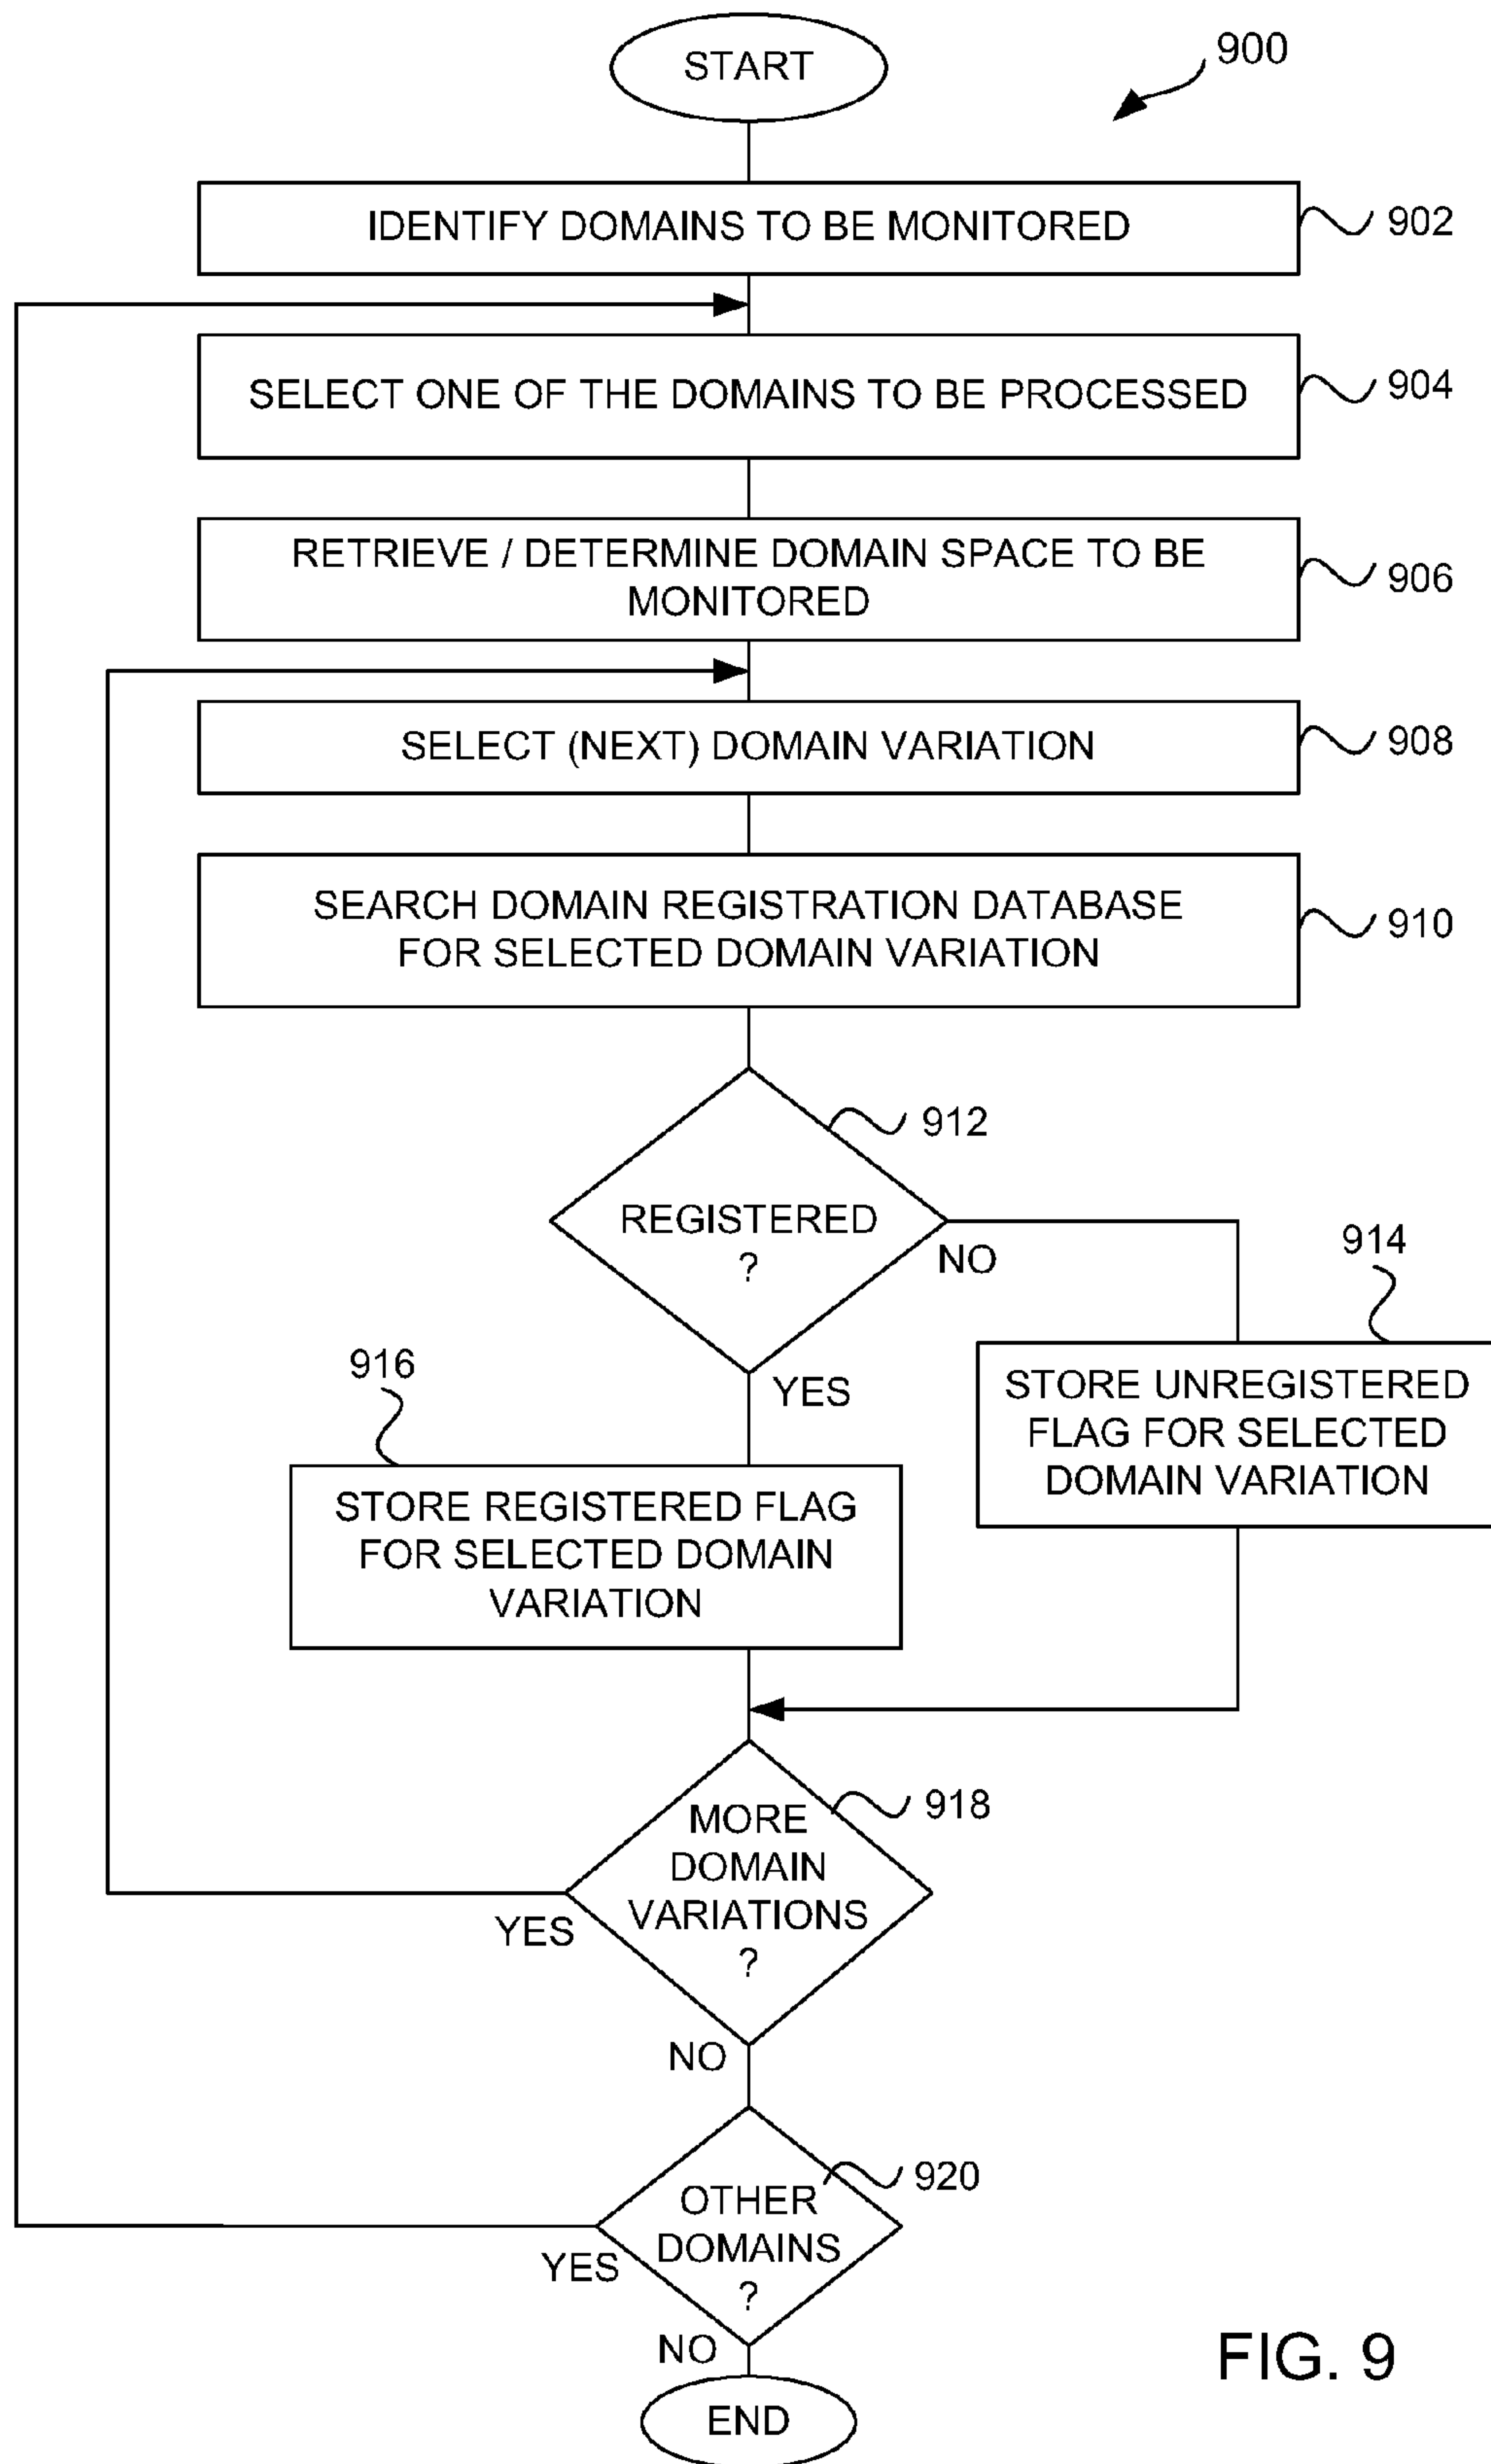 START
900
IDENTIFY DOMAINS TO BE MONITORED
902
SELECT ONE OF THE DOMAINS TO BE PROCESSED
904
RETRIEVE / DETERMINE DOMAIN SPACE TO BE
MONITORED
906
SELECT (NEXT) DOMAIN VARIATION
908
SEARCH DOMAIN REGISTRATION DATABASE
FOR SELECTED DOMAIN VARIATION
910
912
REGISTERED
?
NO
YES
914
STORE UNREGISTERED
FLAG FOR SELECTED
DOMAIN VARIATION
916
STORE REGISTERED FLAG
FOR SELECTED DOMAIN
VARIATION
918
MORE
DOMAIN
VARIATIONS
?
YES
NO
920
OTHER
DOMAINS
?
YES
NO
END
FIG. 9